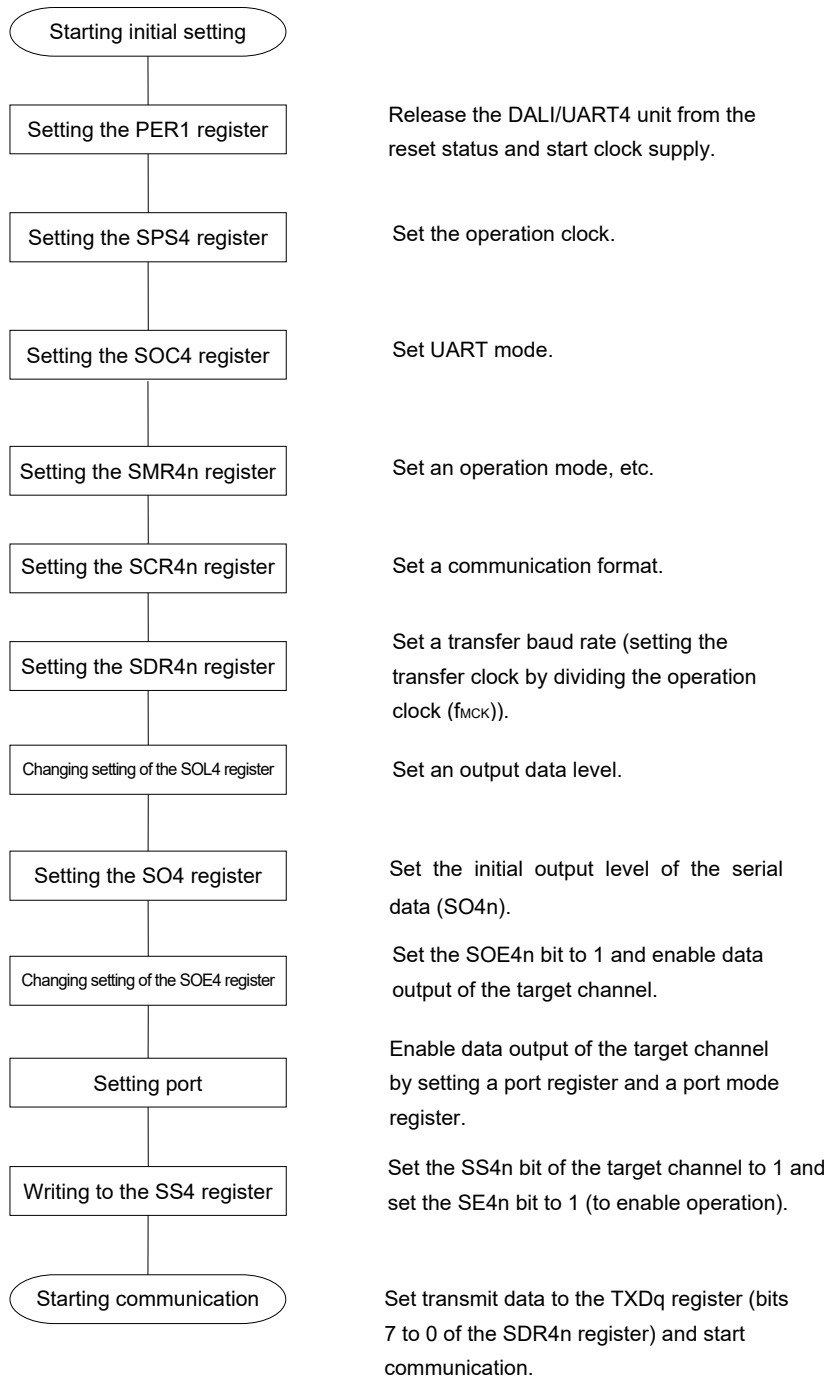 Starting initial setting
Setting the PER1 register
Release the DALI/UART4 unit from the
reset status and start clock supply.
Setting the SPS4 register
Set the operation clock.
Setting the SOC4 register
Set UART mode.
Setting the SMR4n register
Set an operation mode, etc.
Setting the SCR4n register
Set a communication format.
Setting the SDR4n register
Set a transfer baud rate (setting the
transfer clock by dividing the operation
clock (fMCK)).
Changing setting of the SOL4 register
Set an output data level.
Setting the SO4 register
Set the initial output level of the serial
data (SO4n).
Changing setting of the SOE4 register
Set the SOE4n bit to 1 and enable data
output of the target channel.
Setting port
Enable data output of the target channel
by setting a port register and a port mode
register.
Writing to the SS4 register
Set the SS4n bit of the target channel to 1 and
set the SE4n bit to 1 (to enable operation).
Starting communication
Set transmit data to the TXDq register (bits
7 to 0 of the SDR4n register) and start
communication.